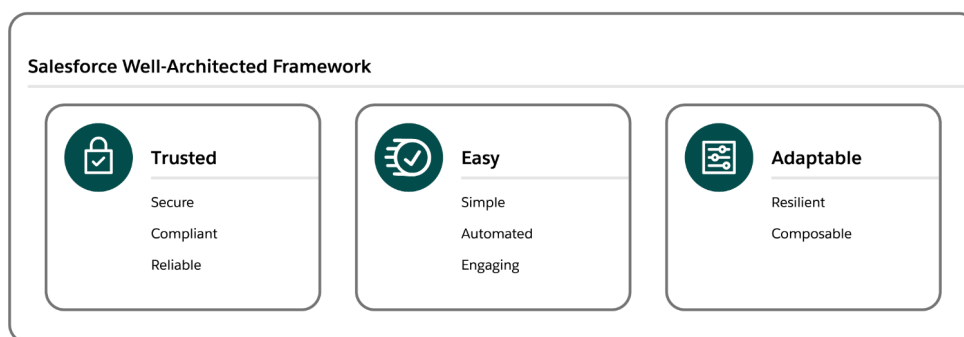 Salesforce Well-Architected Framework
Trusted
Secure
Compliant
Reliable
Easy
Simple
Automated
Engaging
Adaptable
Resilient
Composable